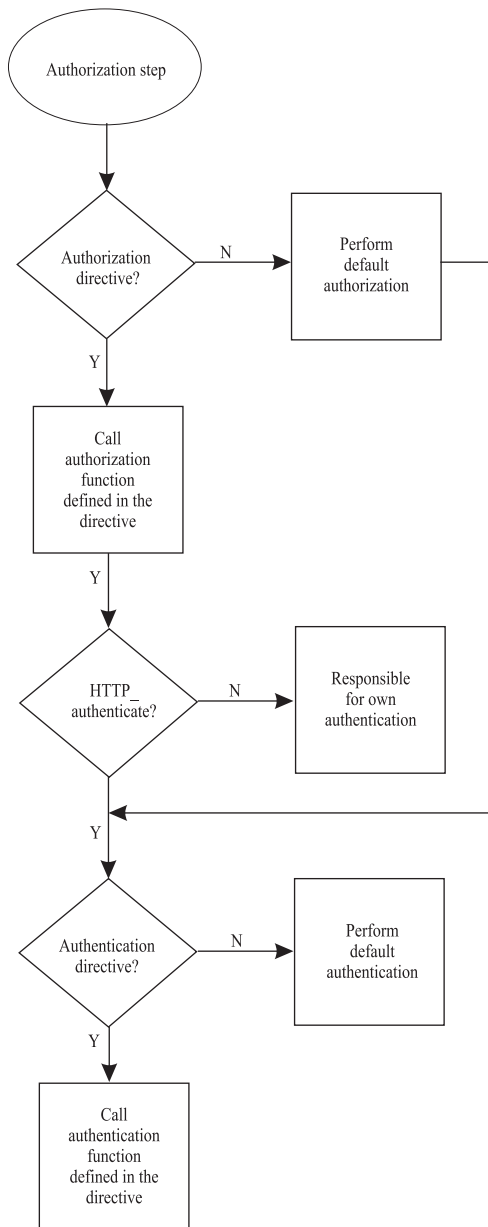 Authorization step
Authorization
directive?
N
Perform
default
authorization
Y
Call
authorization
function
defined in the
directive
Y
HTTP_
authenticate?
N
Responsible
for own
authentication
Y
Authentication
directive?
N
Perform
default
authentication
Y
Call
authentication
function
defined in the
directive